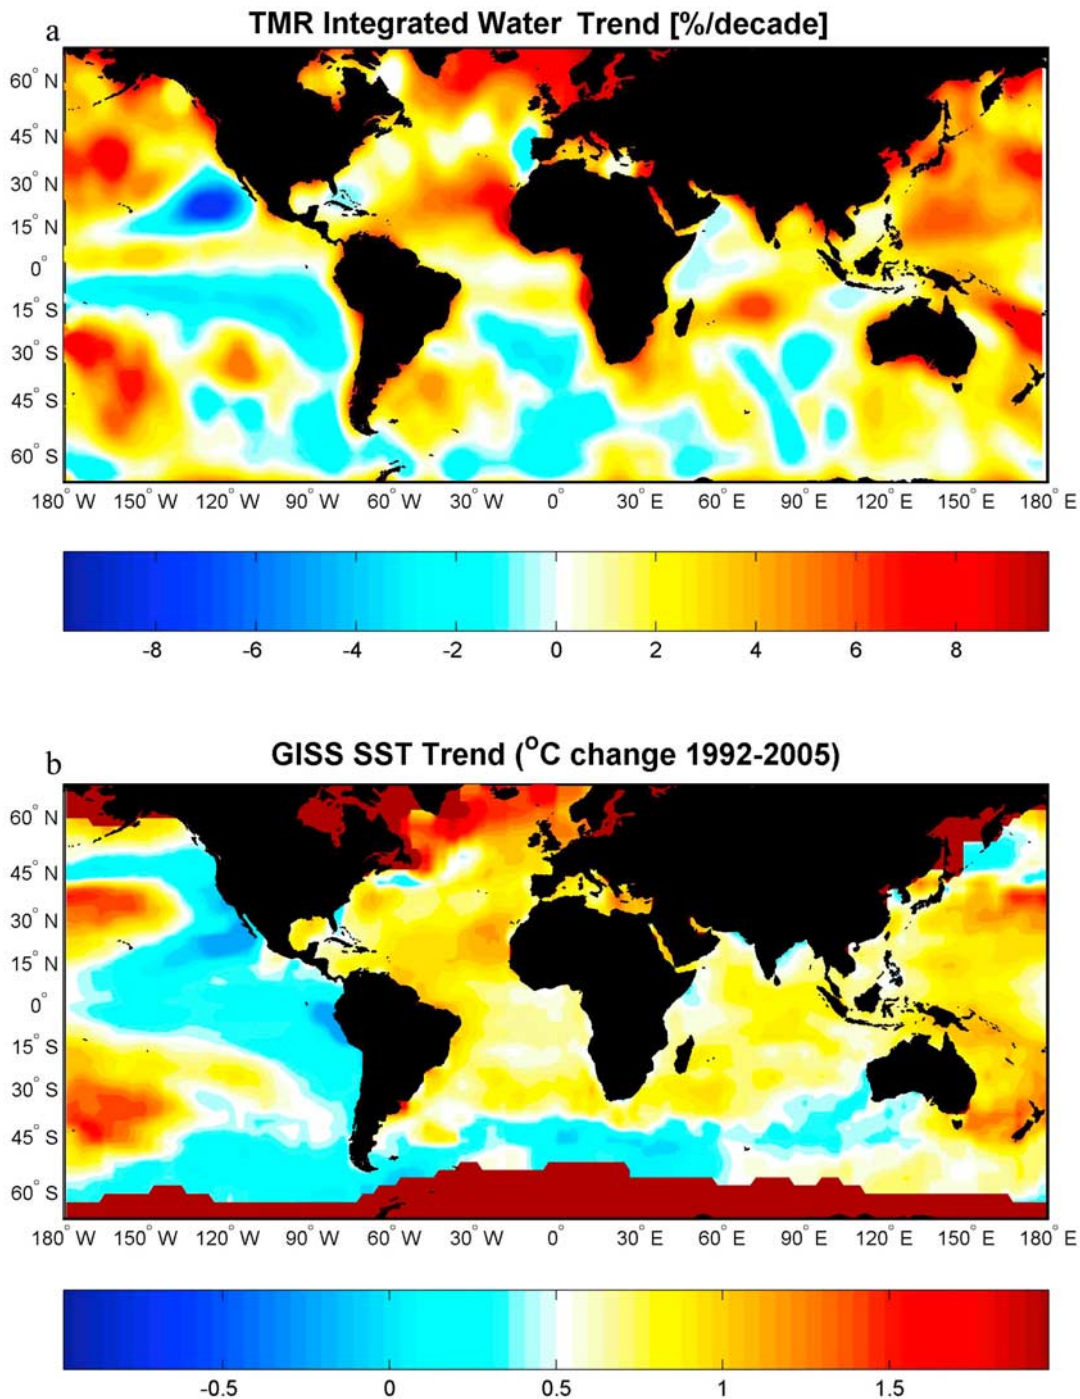 a
TMR Integrated Water Trend [%/decade]
60° N
45° N
30° N
15° N
0°
15° S
30° S
45° S
60° S
180° W 150° W 120° W 90° W 60° W 30° W 0° 30° E 60° E 90° E 120° E 150° E 180° E
-8 -6 -4 -2 0 2 4 6 8
b
GISS SST Trend (°C change 1992-2005)
60° N
45° N
30° N
15° N
0°
15° S
30° S
45° S
60° S
180° W 150° W 120° W 90° W 60° W 30° W 0° 30° E 60° E 90° E 120° E 150° E 180° E
-0.5 0 0.5 1 1.5